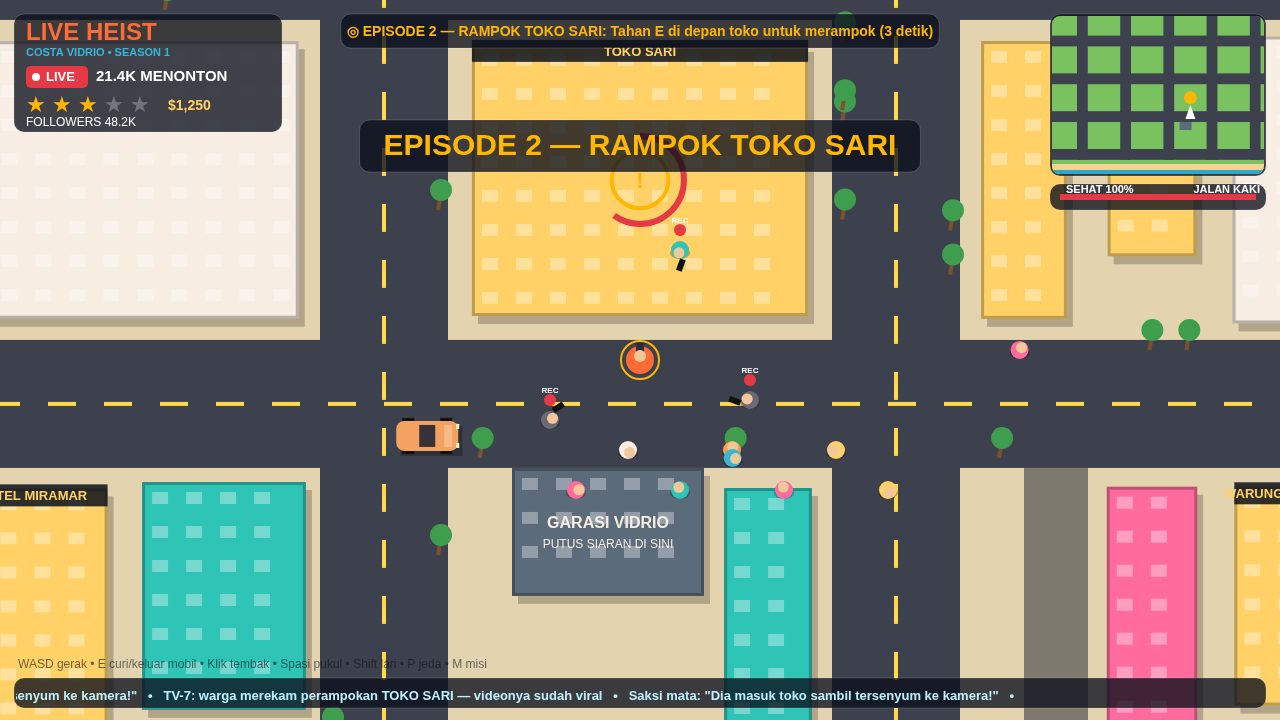 LIVE HEIST
COSTA VIDRIO • SEASON 1
LIVE 21.4K MENONTON
$1,250
FOLLOWERS 48.2K
◎ EPISODE 2 — RAMPOK TOKO SARI: Tahan E di depan toko untuk merampok (3 detik)
TOKO SARI
EPISODE 2 — RAMPOK TOKO SARI
!
SEHAT 100% JALAN KAKI
REC
REC
REC
TEL MIRAMAR
GARASI VIDRIO
PUTUS SIARAN DI SINI
WARUNG
WASD gerak • E curi/keluar mobil • Klik tembak • Spasi pukul • Shift lari • P jeda • M misi
senyum ke kamera!" • TV-7: warga merekam perampokan TOKO SARI — videonya sudah viral • Saksi mata: "Dia masuk toko sambil tersenyum ke kamera!" •